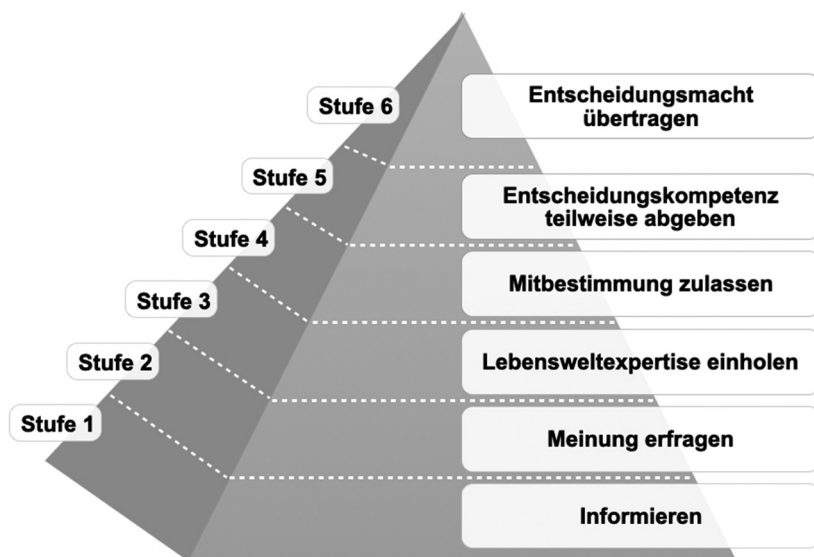 Stufe 6
Entscheidungsmacht
übertragen
Stufe 5
Entscheidungskompetenz
teilweise abgeben
Stufe 4
Mitbestimmung zulassen
Stufe 3
Lebensweltexpertise einholen
Stufe 2
Meinung erfragen
Stufe 1
Informieren